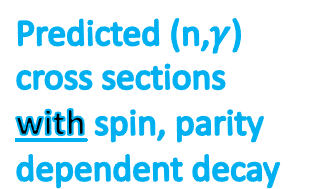 Predicted (n,γ)
cross sections
with spin, parity
dependent decay